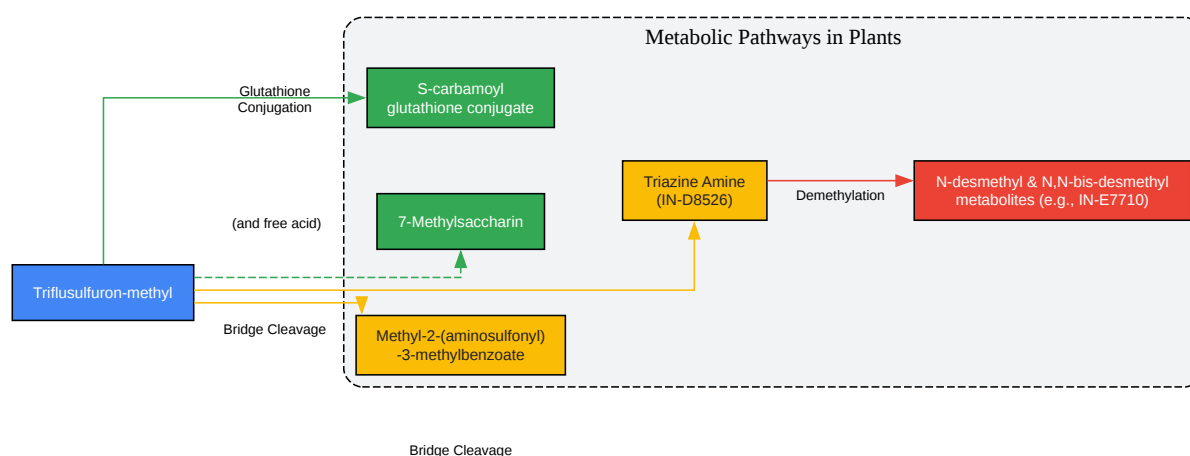 Metabolic Pathways in Plants
Glutathione
Conjugation
S-carbamoyl
glutathione conjugate
Triazine Amine
(IN-D8526)
Demethylation
N-desmethyl & N,N-bis-desmethyl
metabolites (e.g., IN-E7710)
(and free acid)
7-Methylsaccharin
Triflusulfuron-methyl
Bridge Cleavage
Methyl-2-(aminosulfonyl)
-3-methylbenzoate
Bridge Cleavage